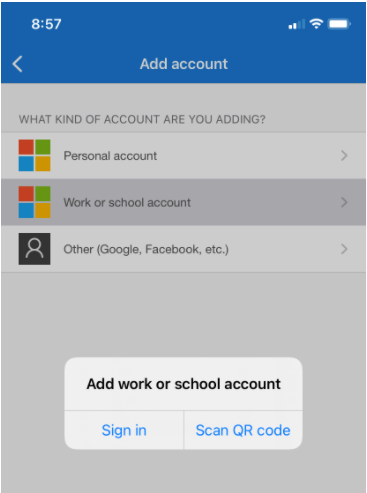 8:57
Add account
WHAT KIND OF ACCOUNT ARE YOU ADDING?
Personal account
Work or school account
Other (Google, Facebook, etc.)
Add work or school account
Sign in
Scan QR code